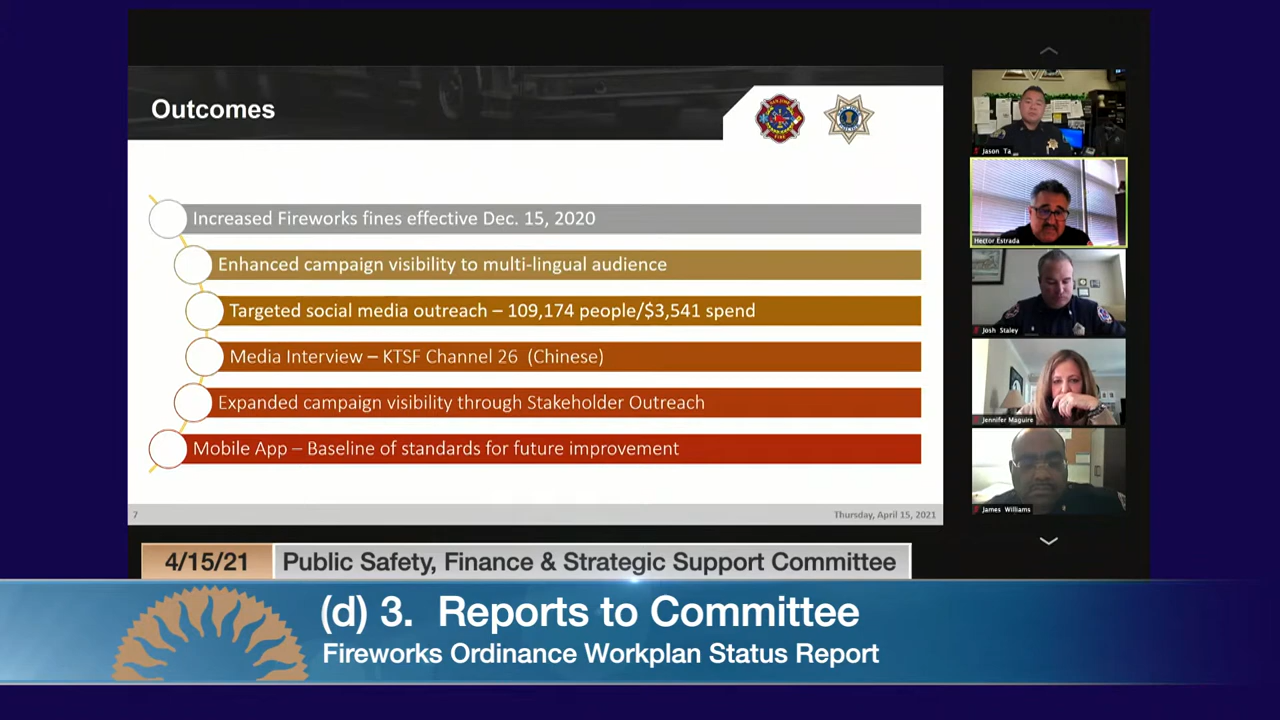 Outcomes
Increased Fireworks fines effective Dec. 15, 2020
Enhanced campaign visibility to multi-lingual audience
Targeted social media outreach – 109,174 people/$3,541 spend
Media Interview – KTSF Channel 26 (Chinese)
Expanded campaign visibility through Stakeholder Outreach
Mobile App – Baseline of standards for future improvement
7
Thursday, April 15, 2021
Jason Ta
Hector Estrada
Josh Staley
Jennifer Maguire
James Williams
4/15/21
Public Safety, Finance & Strategic Support Committee
(d) 3. Reports to Committee
Fireworks Ordinance Workplan Status Report